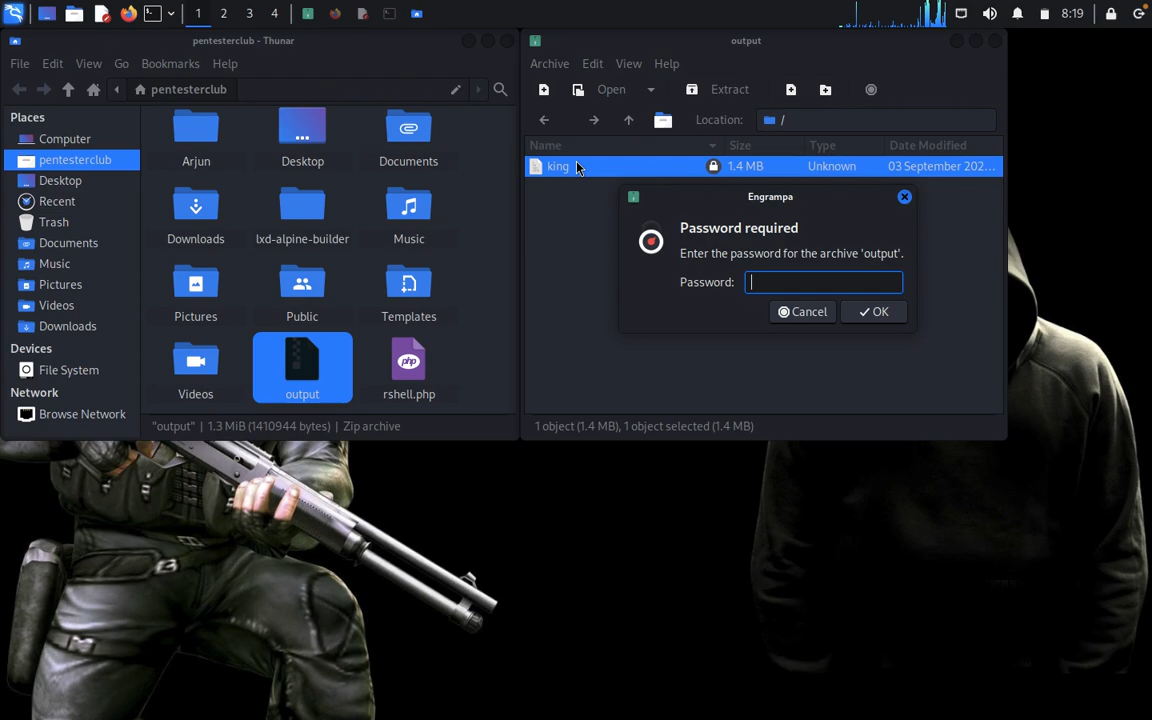 1 2 3 4 8:19
pentesterclub - Thunar
File Edit View Go Bookmarks Help
pentesterclub
Places
Computer
pentesterclub
Desktop
Recent
Trash
Documents
Music
Pictures
Videos
Downloads
Devices
File System
Network
Browse Network
Arjun Desktop Documents
Downloads lxd-alpine-builder Music
Pictures Public Templates
php
Videos output rshell.php
"output" | 1.3 MiB (1410944 bytes) | Zip archive
output
Archive Edit View Help
Open Extract
Location: /
Name Size Type Date Modified
king 1.4 MB Unknown 03 September 202...
Engrampa
Password required
Enter the password for the archive 'output'.
Password:
Cancel OK
1 object (1.4 MB), 1 object selected (1.4 MB)